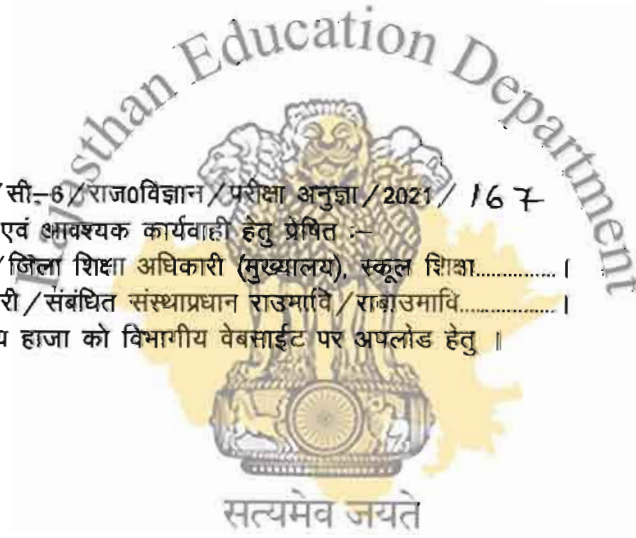 Rajasthan Education Department
/सी-6/राज0विज्ञान/परीक्षा अनुज्ञा/2021/ 167
एवं आवश्यक कार्यवाही हेतु प्रेषित :–
/जिला शिक्षा अधिकारी (मुख्यालय), स्कूल शिक्षा..............।
री/संबंधित संस्थाप्रधान राउमावि/राबाउमावि.................।
य हाजा को विभागीय वेबसाईट पर अपलोड हेतु ।
सत्यमेव जयते